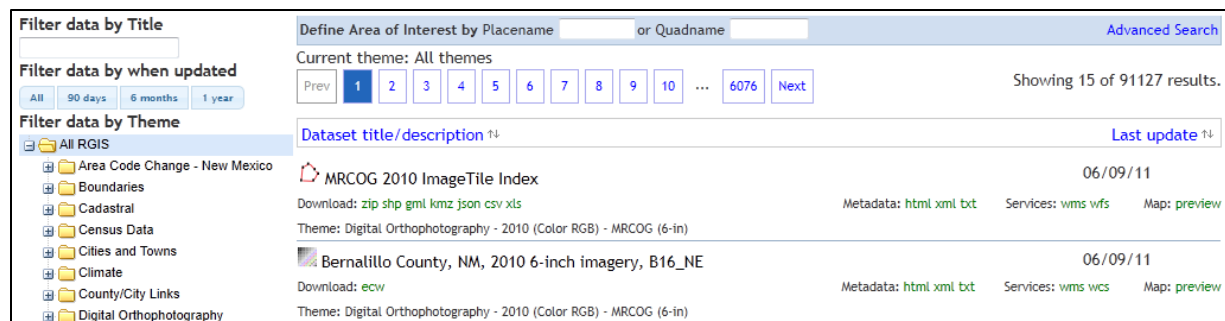 Filter data by Title
Filter data by when updated
All 90 days 6 months 1 year
Filter data by Theme
All RGIS
Area Code Change - New Mexico
Boundaries
Cadastral
Census Data
Cities and Towns
Climate
County/City Links
Digital Orthophotography
Define Area of Interest by Placename or Quadname Advanced Search
Current theme: All themes
Prev 1 2 3 4 5 6 7 8 9 10 ... 6076 Next Showing 15 of 91127 results.
Dataset title/description Last update
MRCOG 2010 ImageTile Index 06/09/11
Download: zip shp gml kmz json csv xls Metadata: html xml txt Services: wms wfs Map: preview
Theme: Digital Orthophotography - 2010 (Color RGB) - MRCOG (6-in)
Bernalillo County, NM, 2010 6-inch imagery, B16_NE 06/09/11
Download: ecw Metadata: html xml txt Services: wms wcs Map: preview
Theme: Digital Orthophotography - 2010 (Color RGB) - MRCOG (6-in)